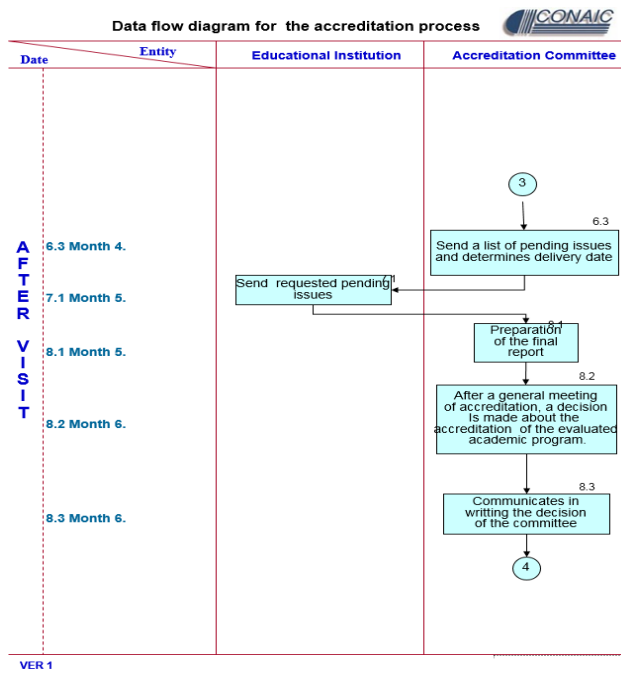 Data flow diagram for the accreditation process
CONAIC
Entity
Date
Educational Institution
Accreditation Committee
AFTER VISIT
3
6.3
6.3 Month 4.
Send a list of pending issues
and determines delivery date
7.1
7.1 Month 5.
Send requested pending
issues
8.1
8.1 Month 5.
Preparation
of the final
report
8.2
8.2 Month 6.
After a general meeting
of accreditation, a decision
Is made about the
accreditation of the evaluated
academic program.
8.3
8.3 Month 6.
Communicates in
writting the decision
of the committee
4
VER 1